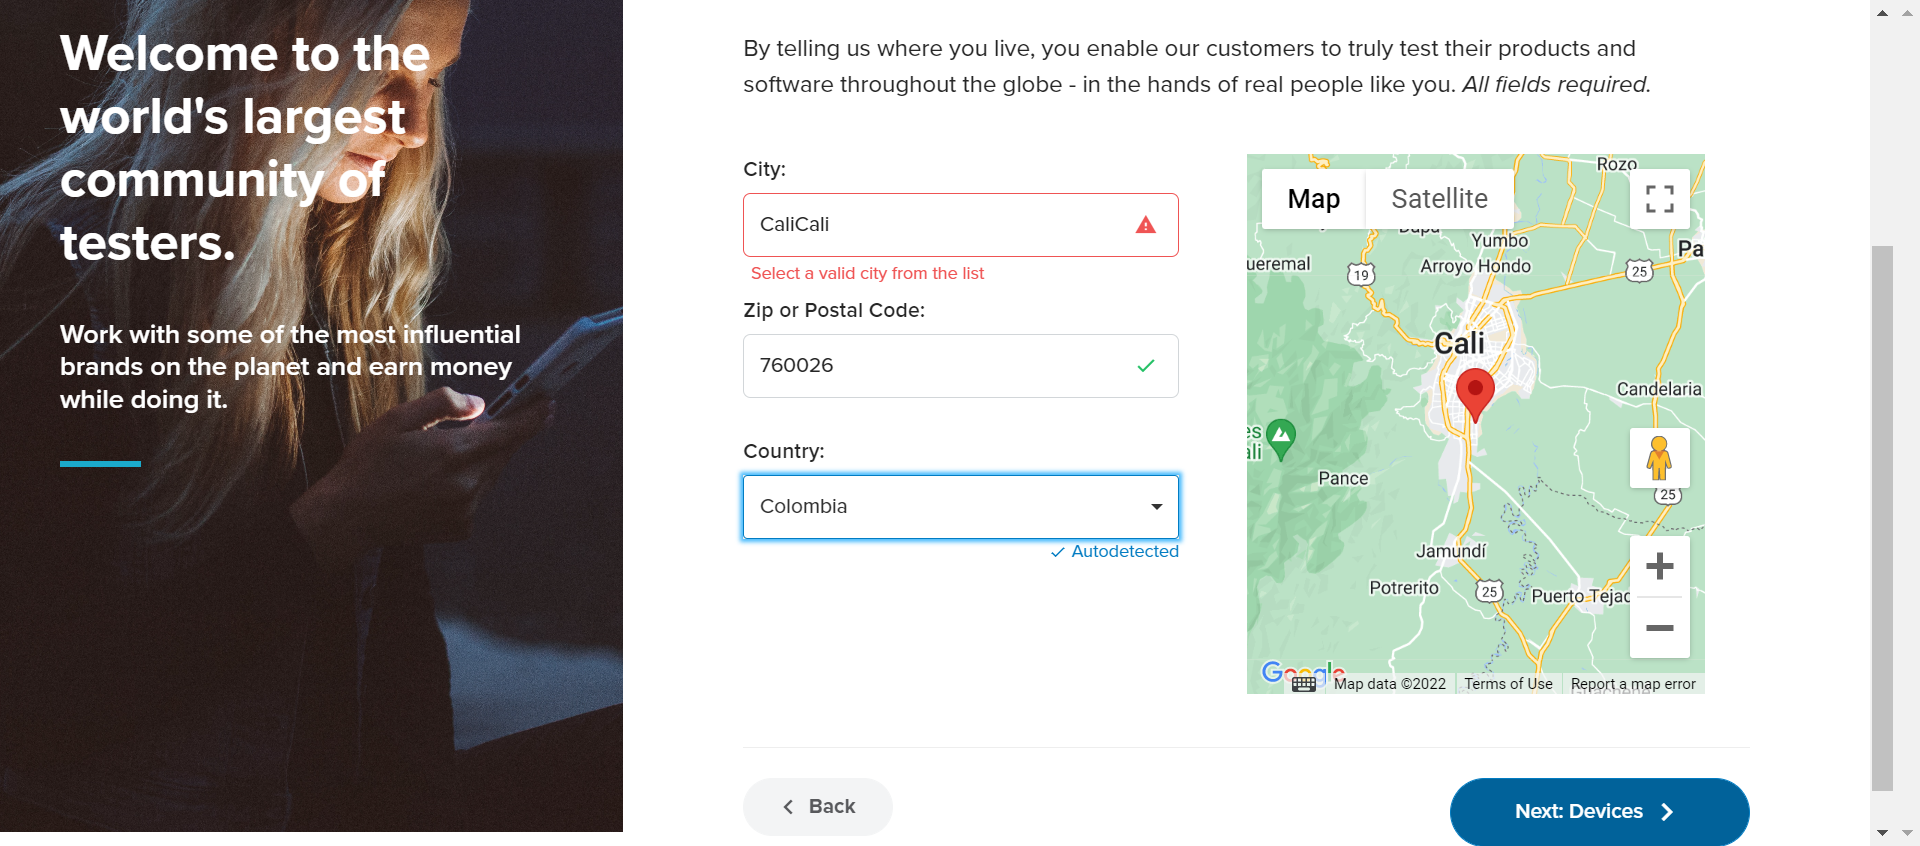 Welcome to the
world's largest
community of
testers.
Work with some of the most influential
brands on the planet and earn money
while doing it.
By telling us where you live, you enable our customers to truly test their products and
software throughout the globe - in the hands of real people like you. All fields required.
City:
CaliCali
Select a valid city from the list
Zip or Postal Code:
760026
Country:
Colombia
Autodetected
Map
Satellite
Rozo
Dapa
Yumbo
Pa
ueremal
19
Arroyo Hondo
25
Cali
Candelaria
es
ali
Pance
25
Jamundí
Potrerito
25
Puerto Tejad
Google
Map data ©2022
Terms of Use
Report a map error
Back
Next: Devices